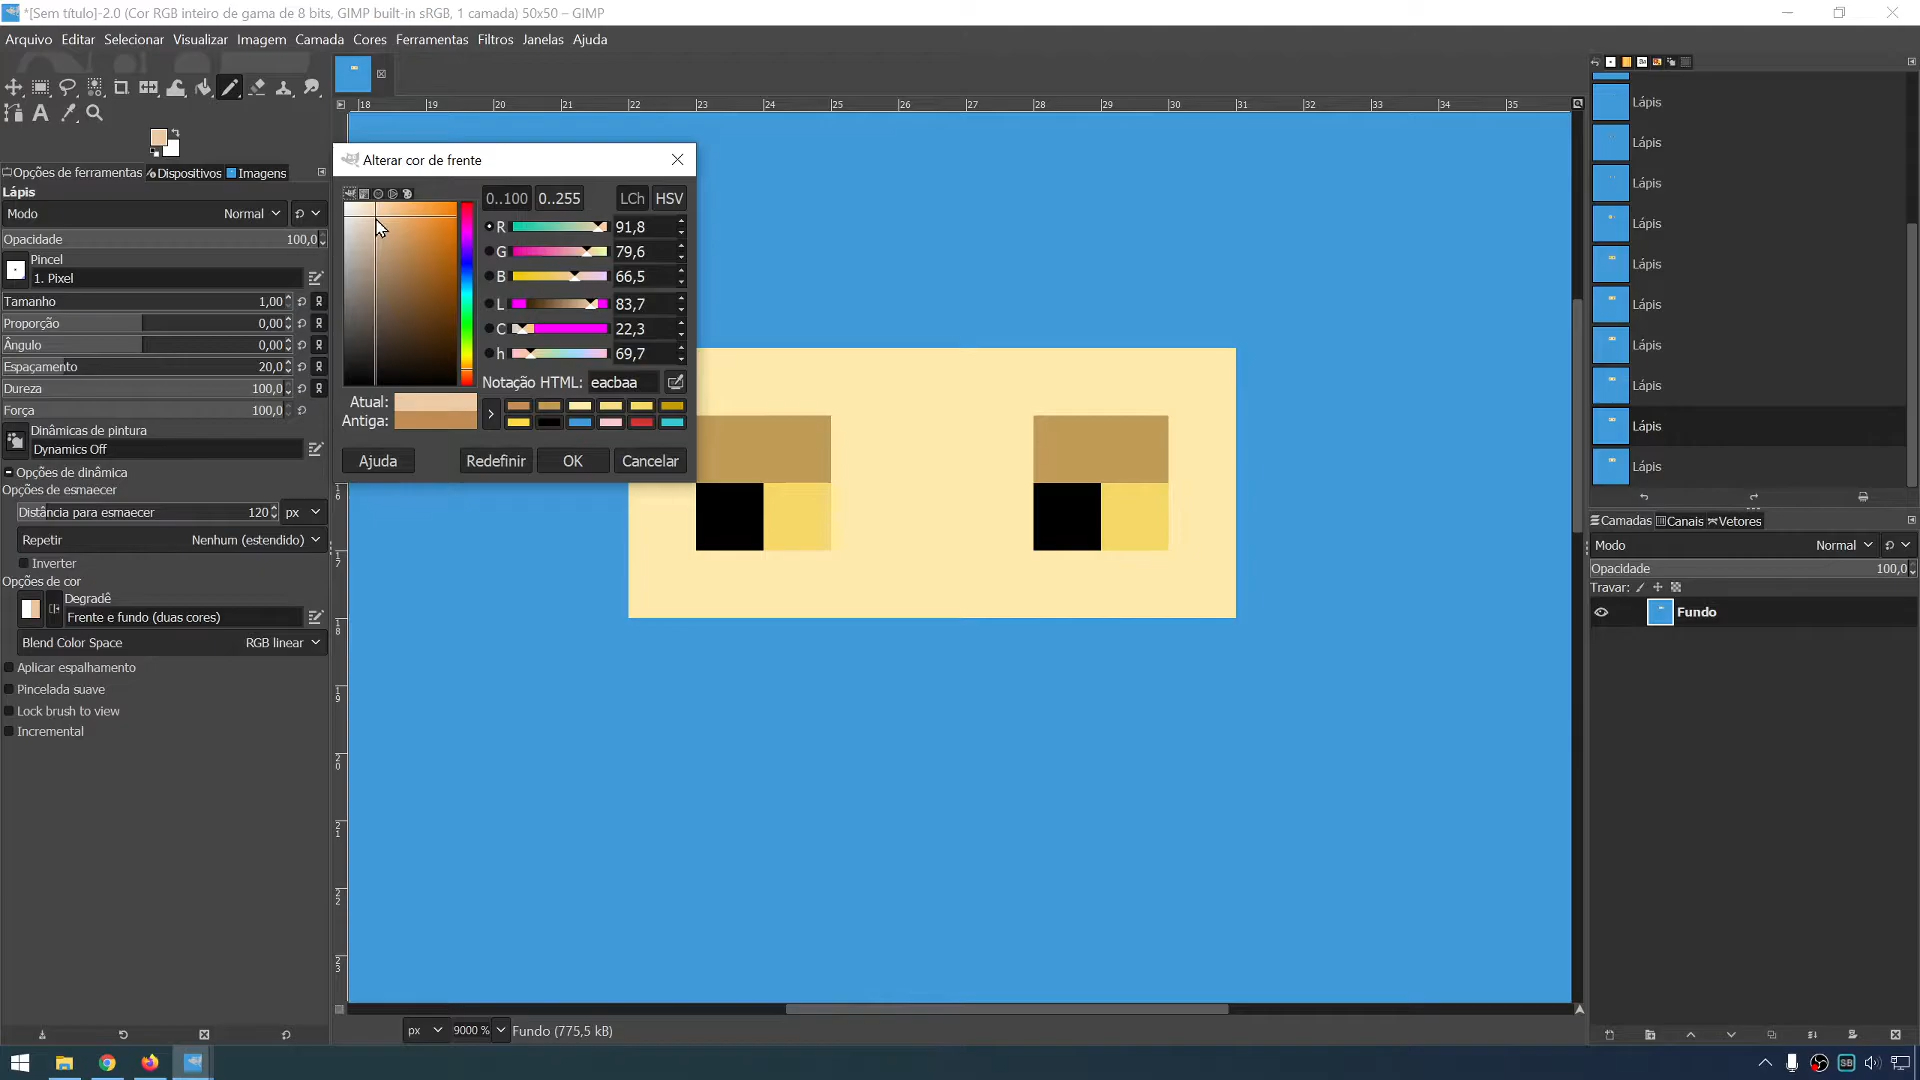 *[Sem título]-2.0 (Cor RGB inteiro de gama de 8 bits, GIMP built-in sRGB, 1 camada) 50x50 – GIMP
Arquivo Editar Selecionar Visualizar Imagem Camada Cores Ferramentas Filtros Janelas Ajuda
18 19 20 21 22 23 24 25 26 27 28 29 30 31 32 33 34 35
Opções de ferramentas Dispositivos Imagens
Lápis
Modo Normal
Opacidade 100,0
Pincel
1. Pixel
Tamanho 1,00
Proporção 0,00
Ângulo 0,00
Espaçamento 20,0
Dureza 100,0
Força 100,0
Dinâmicas de pintura
Dynamics Off
Opções de dinâmica
Opções de esmaecer
Distância para esmaecer 120 px
Repetir Nenhum (estendido)
Inverter
Opções de cor
Degradê
Frente e fundo (duas cores)
Blend Color Space RGB linear
Aplicar espalhamento
Pincelada suave
Lock brush to view
Incremental
Alterar cor de frente
0..100 0..255 LCh HSV
R 91,8
G 79,6
B 66,5
L 83,7
C 22,3
h 69,7
Notação HTML: eacbaa
Atual:
Antiga:
Ajuda Redefinir OK Cancelar
16
17
18
19
20
21
22
23
px 9000 % Fundo (775,5 kB)
Lápis
Lápis
Lápis
Lápis
Lápis
Lápis
Lápis
Lápis
Lápis
Lápis
Camadas Canais Vetores
Modo Normal
Opacidade 100,0
Travar:
Fundo
SB